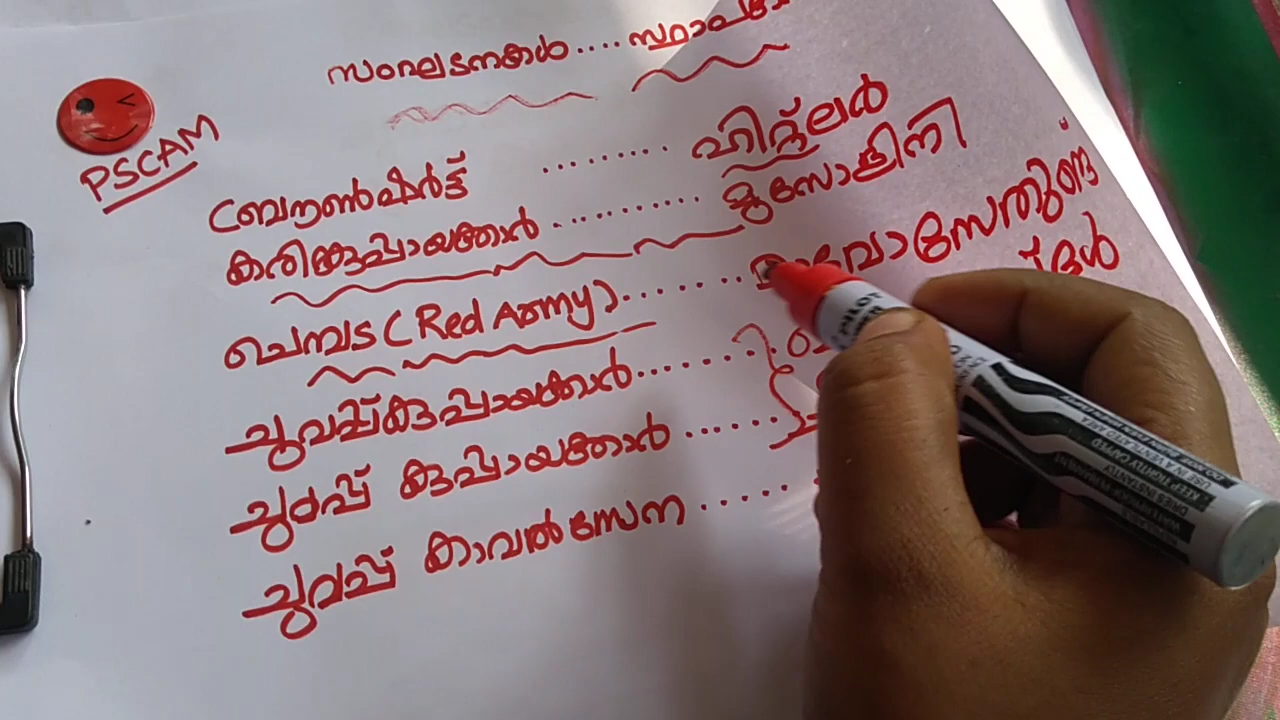 സംഘടനകൾ....
PSCAM
ബ്രൗൺഷർട്ട് ......... ഹിറ്റ്ലർ
കരിങ്കുപ്പായക്കാർ .......... മുസോളിനി
ചെമ്പട (Red Army) ....... മാവോസേതൂങ്
ചുവപ്പ്കുപ്പായക്കാർ .......
ചുവപ്പ് കുപ്പായക്കാർ ......
ചുവപ്പ് കാവൽസേന .....